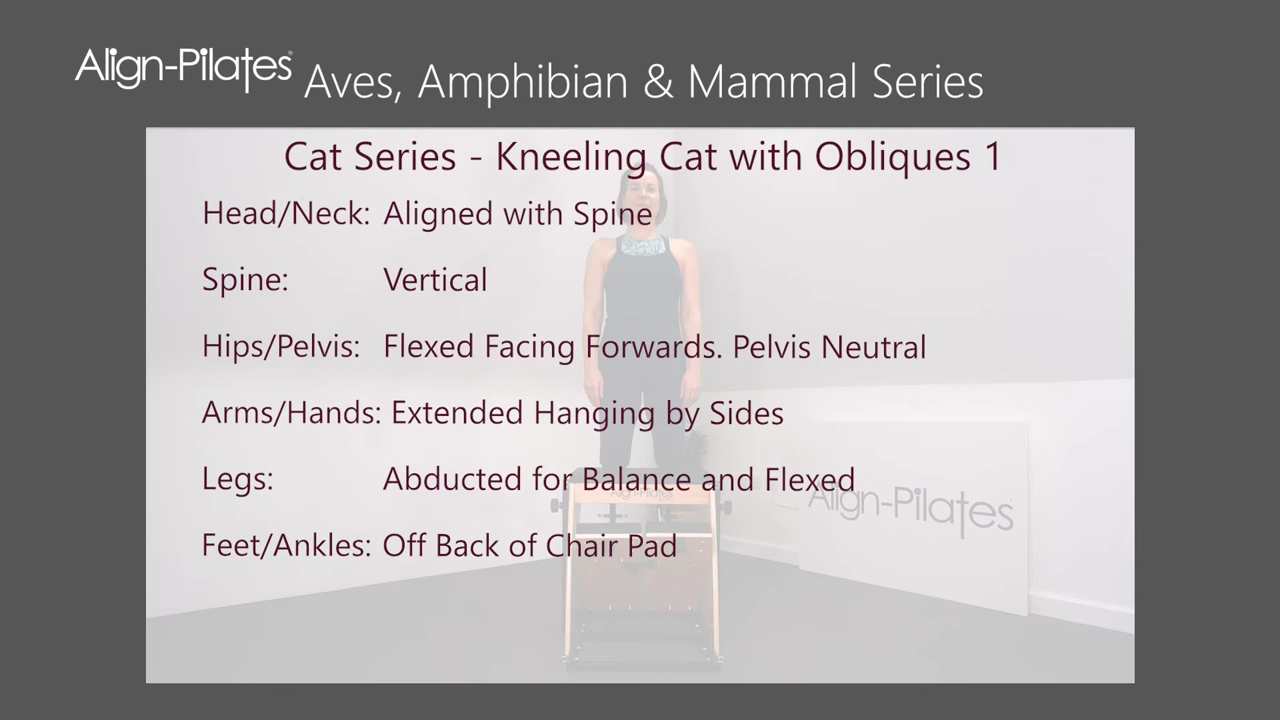 Align-Pilates® Aves, Amphibian & Mammal Series
Cat Series - Kneeling Cat with Obliques 1
Head/Neck: Aligned with Spine
Spine: Vertical
Hips/Pelvis: Flexed Facing Forwards. Pelvis Neutral
Arms/Hands: Extended Hanging by Sides
Legs: Abducted for Balance and Flexed
Align-Pilates
Align-Pilates™
Feet/Ankles: Off Back of Chair Pad